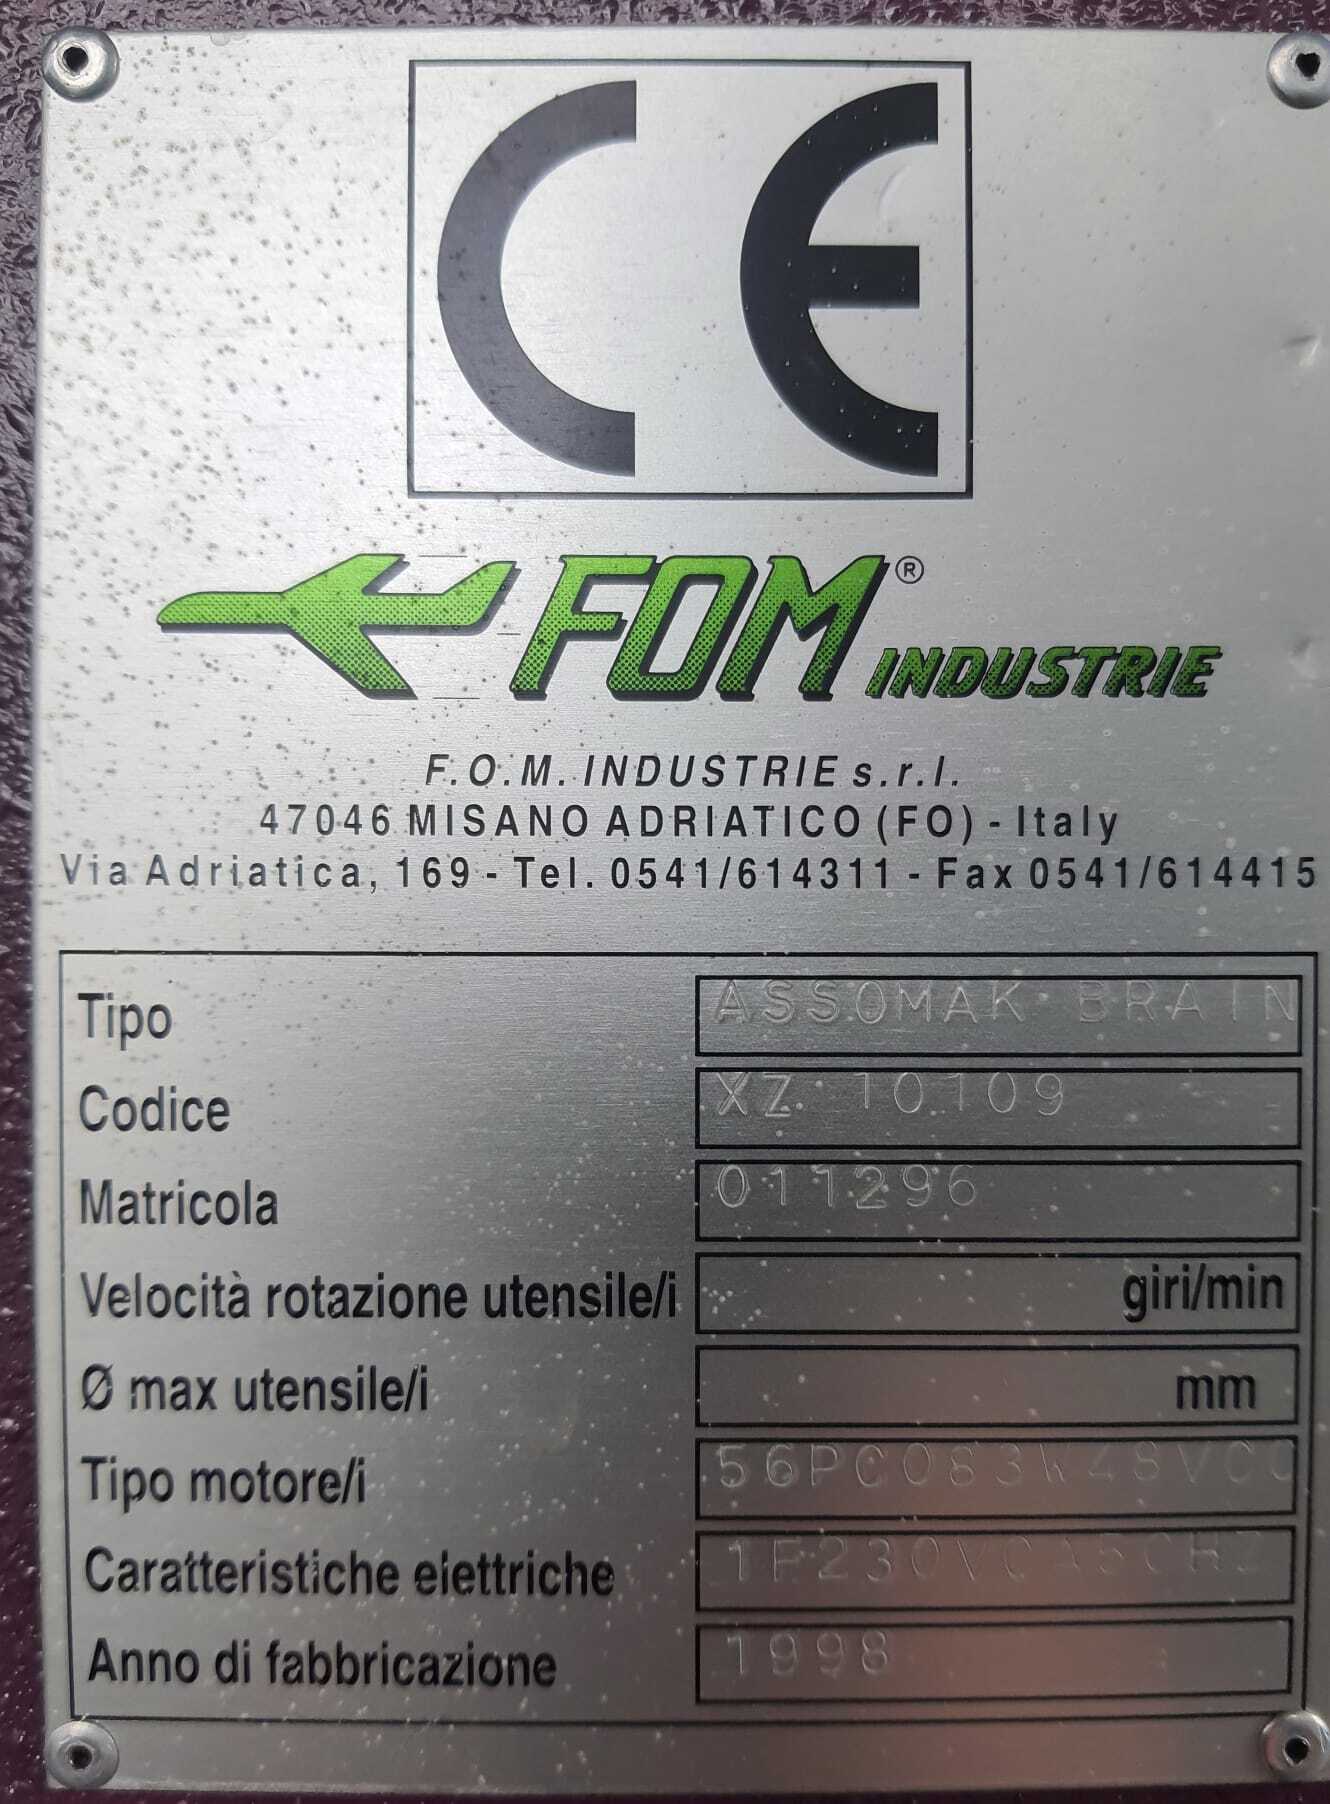 CE
FOM® INDUSTRIE
F.O.M. INDUSTRIE s.r.l.
47046 MISANO ADRIATICO (FO) - Italy
Via Adriatica, 169 - Tel. 0541/614311 - Fax 0541/614415
Tipo ASSOMAK BRAIN
Codice XZ 10109
Matricola 011296
Velocità rotazione utensile/i giri/min
Ø max utensile/i mm
Tipo motore/i
Caratteristiche elettriche
Anno di fabbricazione 1998